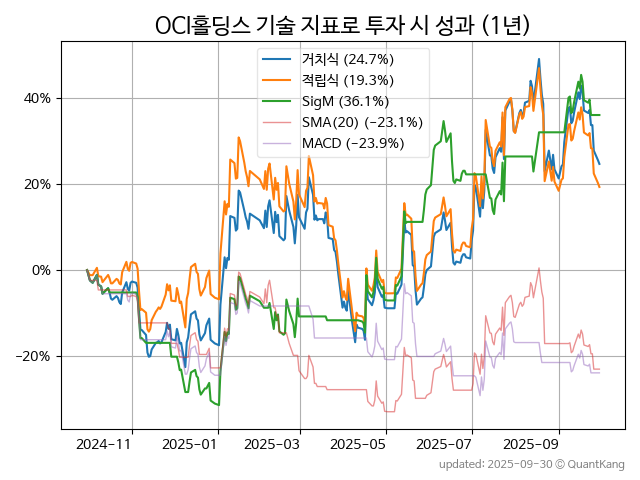 OCI홀딩스 기술 지표로 투자 시 성과 (1년)
거치식 (24.7%)
적립식 (19.3%)
SigM (36.1%)
SMA(20) (−23.1%)
MACD (−23.9%)
40%
20%
0%
−20%
2024−11 2025−01 2025−03 2025−05 2025−07 2025−09
updated: 2025-09-30 © QuantKang